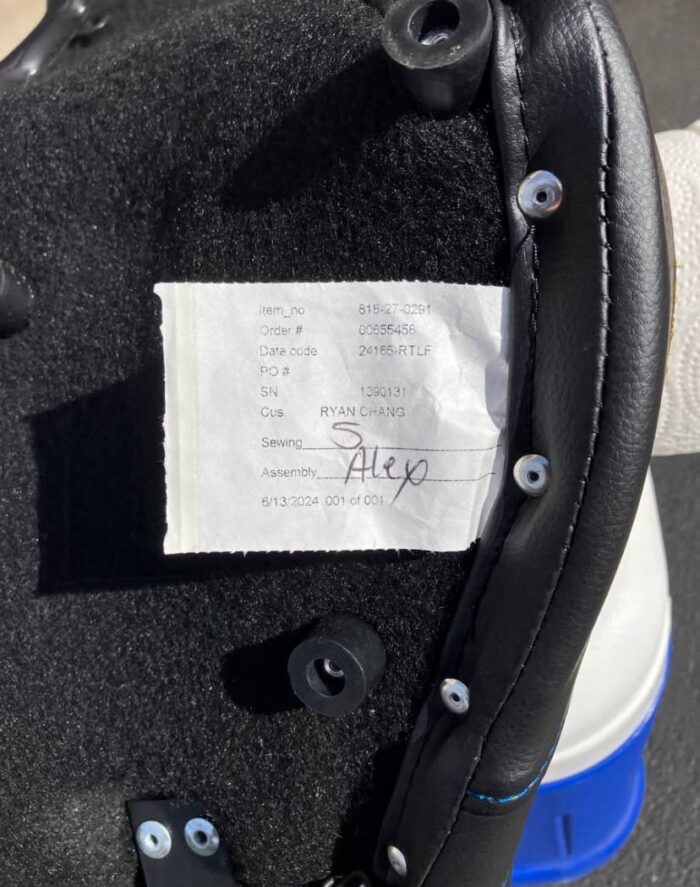 Item_no 818-27-0291
Order # 00655456
Date code 24165-RTLF
PO #
SN 1390131
Cus. RYAN CHANG
Sewing S
Assembly Alex
6/13/2024 001 of 001